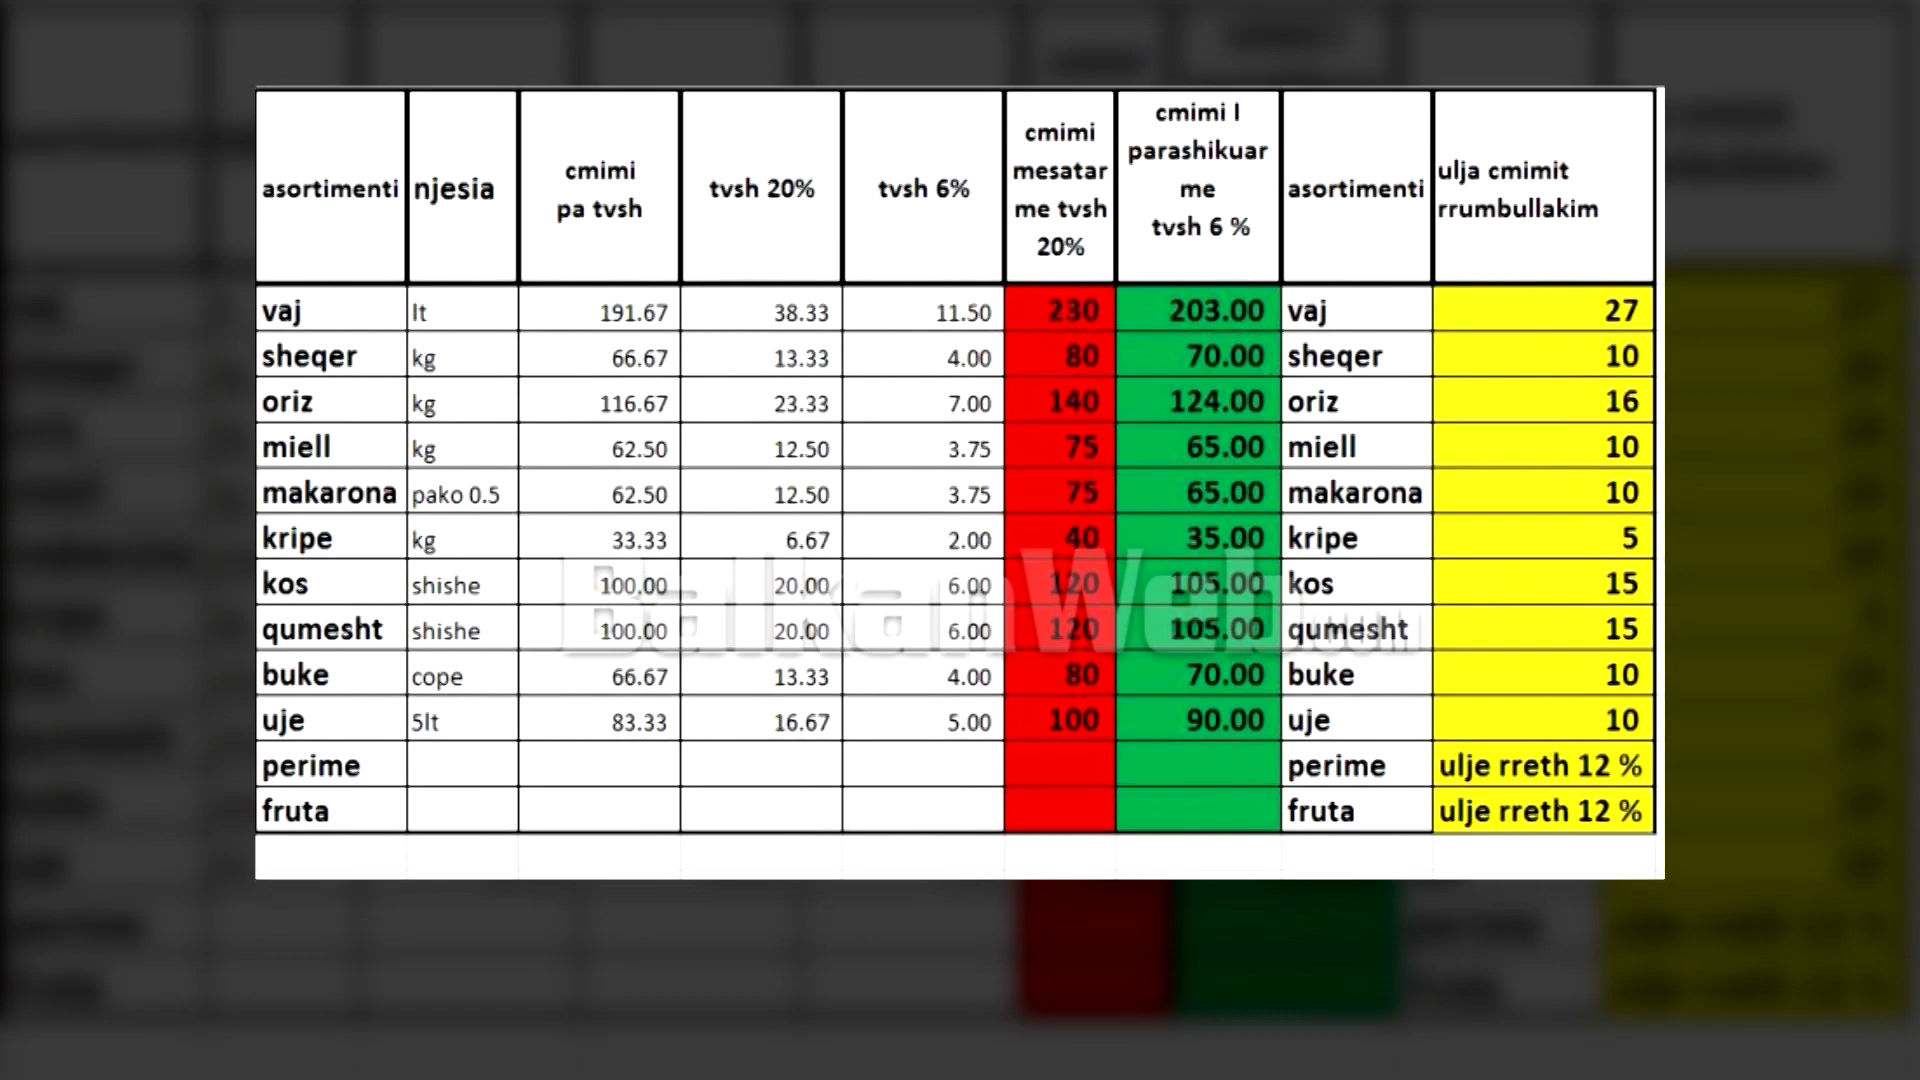 asortimenti njesia cmimi pa tvsh tvsh 20% tvsh 6% cmimi mesatar me tvsh 20% cmimi I parashikuar me tvsh 6 % asortimenti ulja cmimit rrumbullakim
vaj lt 191.67 38.33 11.50 230 203.00 vaj 27
sheqer kg 66.67 13.33 4.00 80 70.00 sheqer 10
oriz kg 116.67 23.33 7.00 140 124.00 oriz 16
miell kg 62.50 12.50 3.75 75 65.00 miell 10
makarona pako 0.5 62.50 12.50 3.75 75 65.00 makarona 10
kripe kg 33.33 6.67 2.00 40 35.00 kripe 5
kos shishe 100.00 20.00 6.00 120 105.00 kos 15
qumesht shishe 100.00 20.00 6.00 120 105.00 qumesht 15
buke cope 66.67 13.33 4.00 80 70.00 buke 10
uje 5lt 83.33 16.67 5.00 100 90.00 uje 10
perime perime ulje rreth 12 %
fruta fruta ulje rreth 12 %
BalkanWeb.com